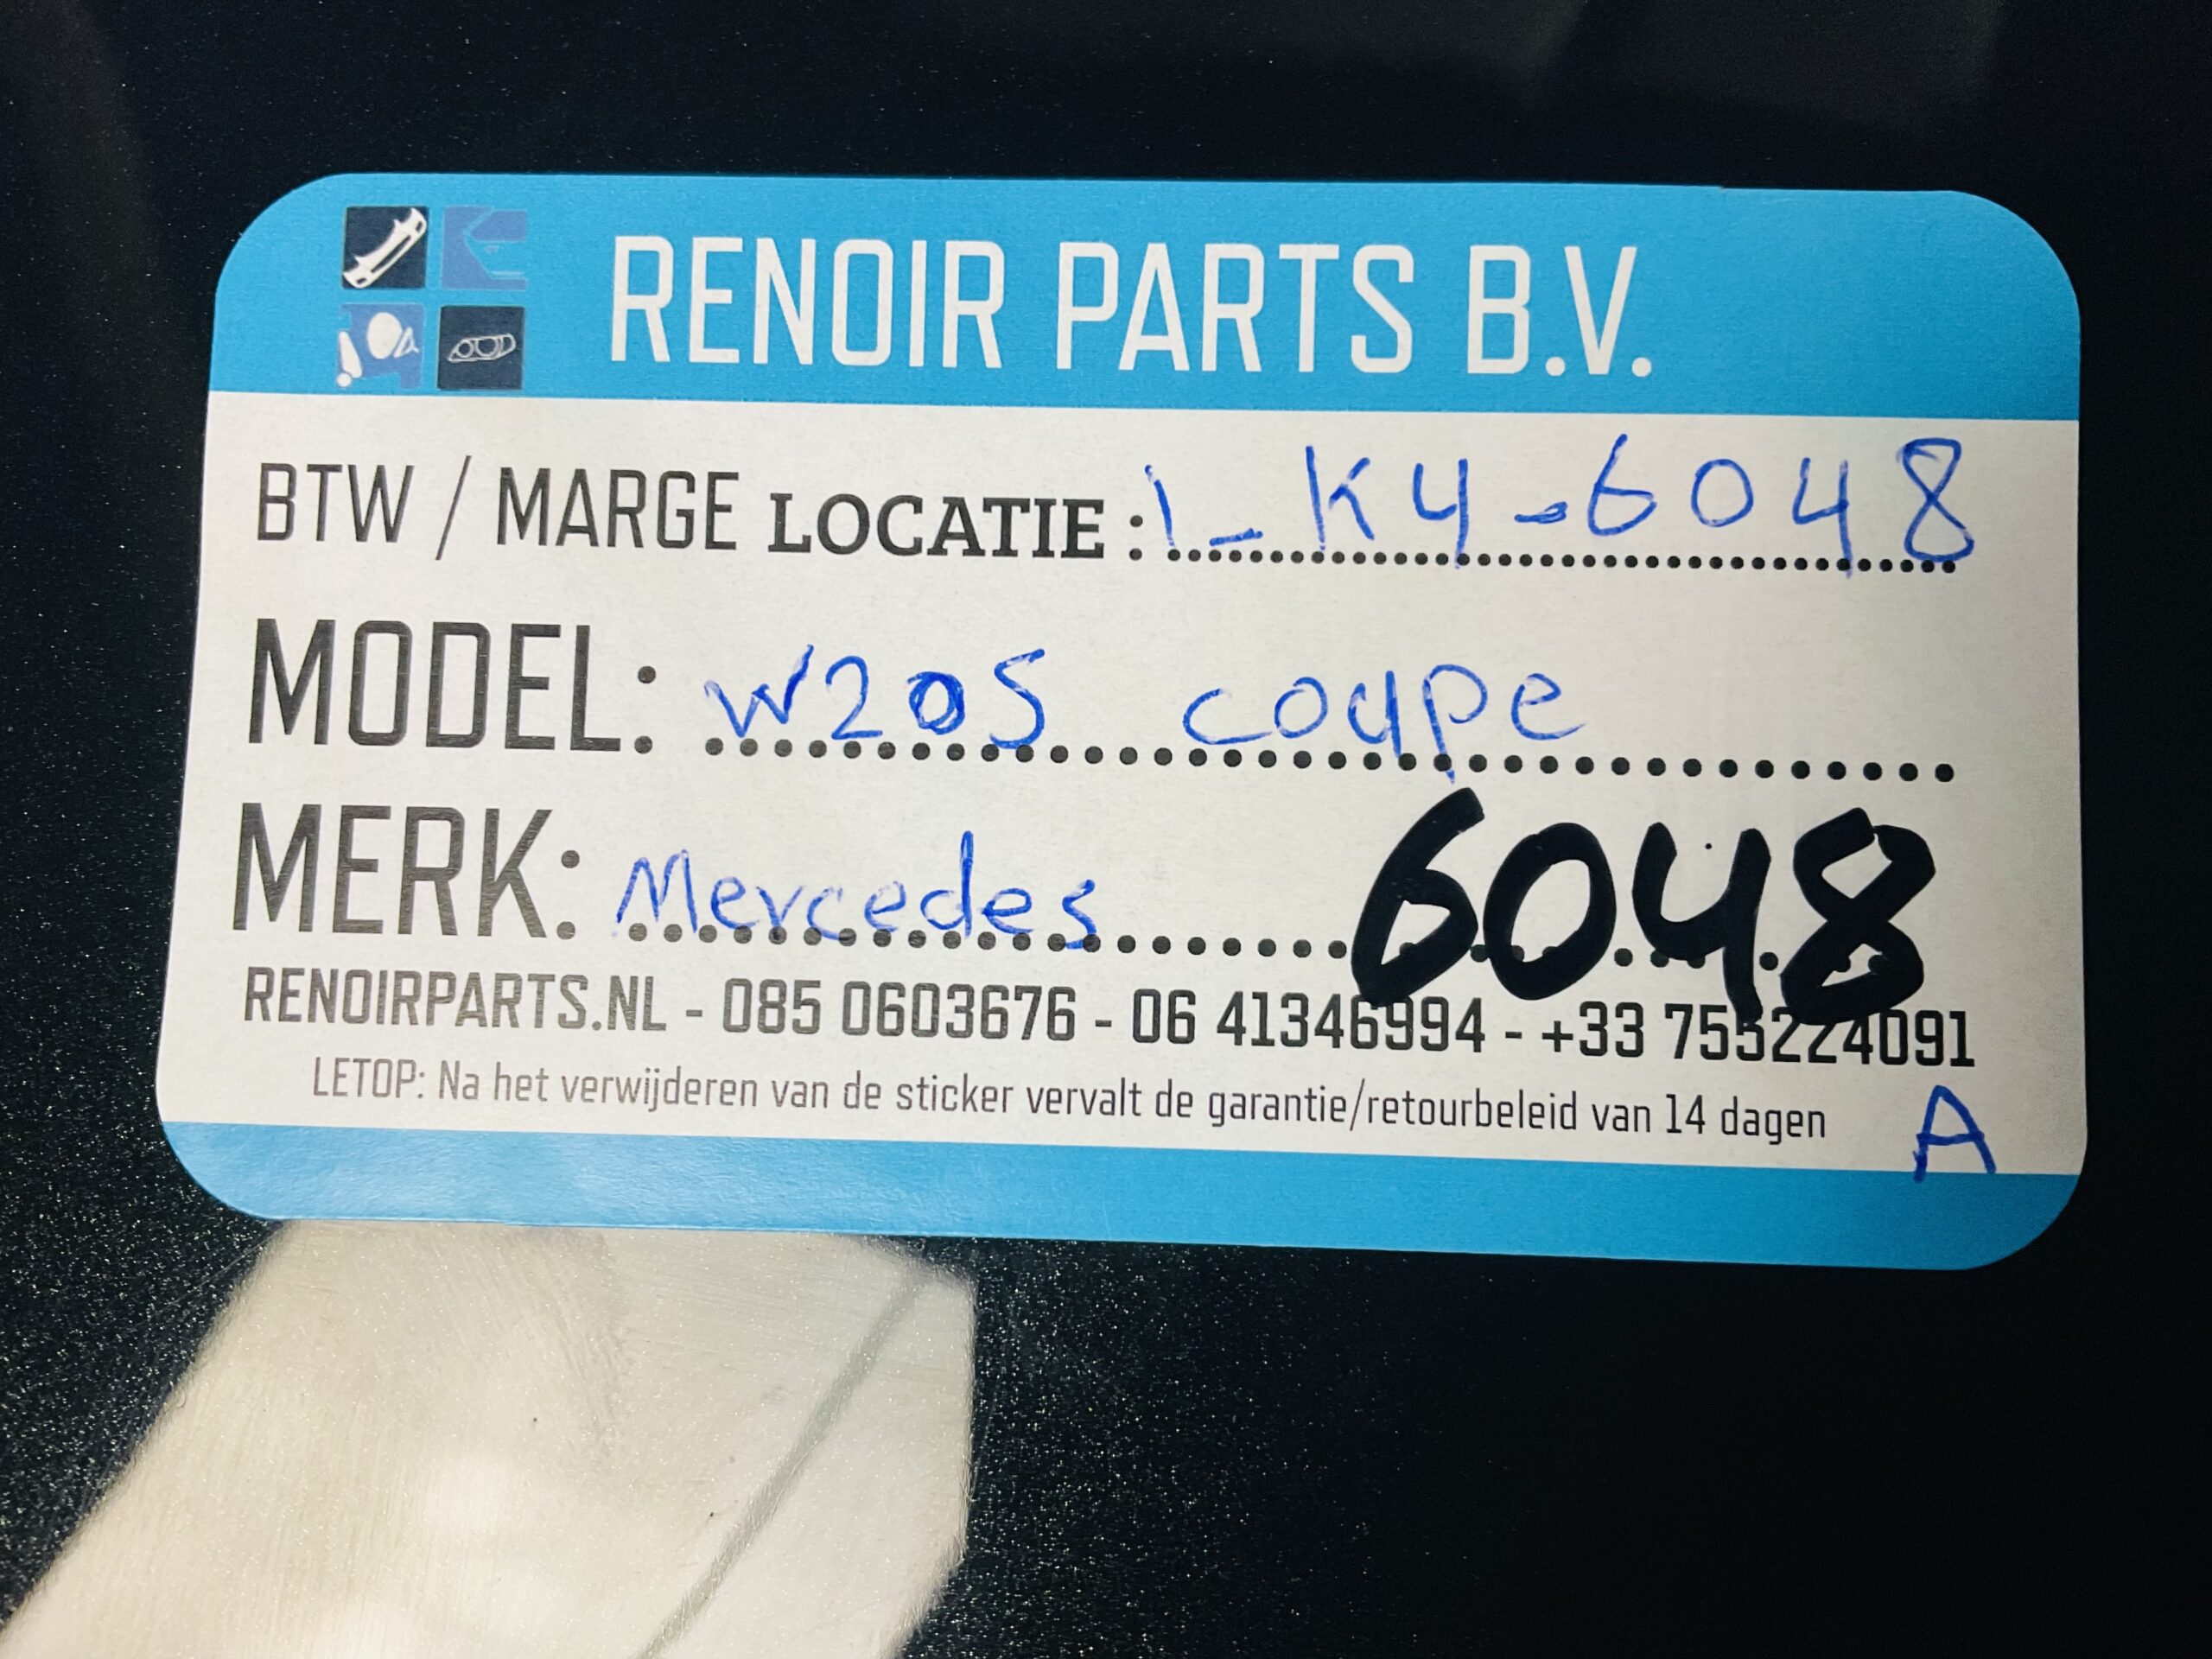 RENOIR PARTS B.V.
BTW / MARGE LOCATIE : 1_K4-6048
MODEL: W205 coupe
MERK: Mercedes 6048
RENOIRPARTS.NL - 085 0603676 - 06 41346994 - +33 755224091
LETOP: Na het verwijderen van de sticker vervalt de garantie/retourbeleid van 14 dagen
A